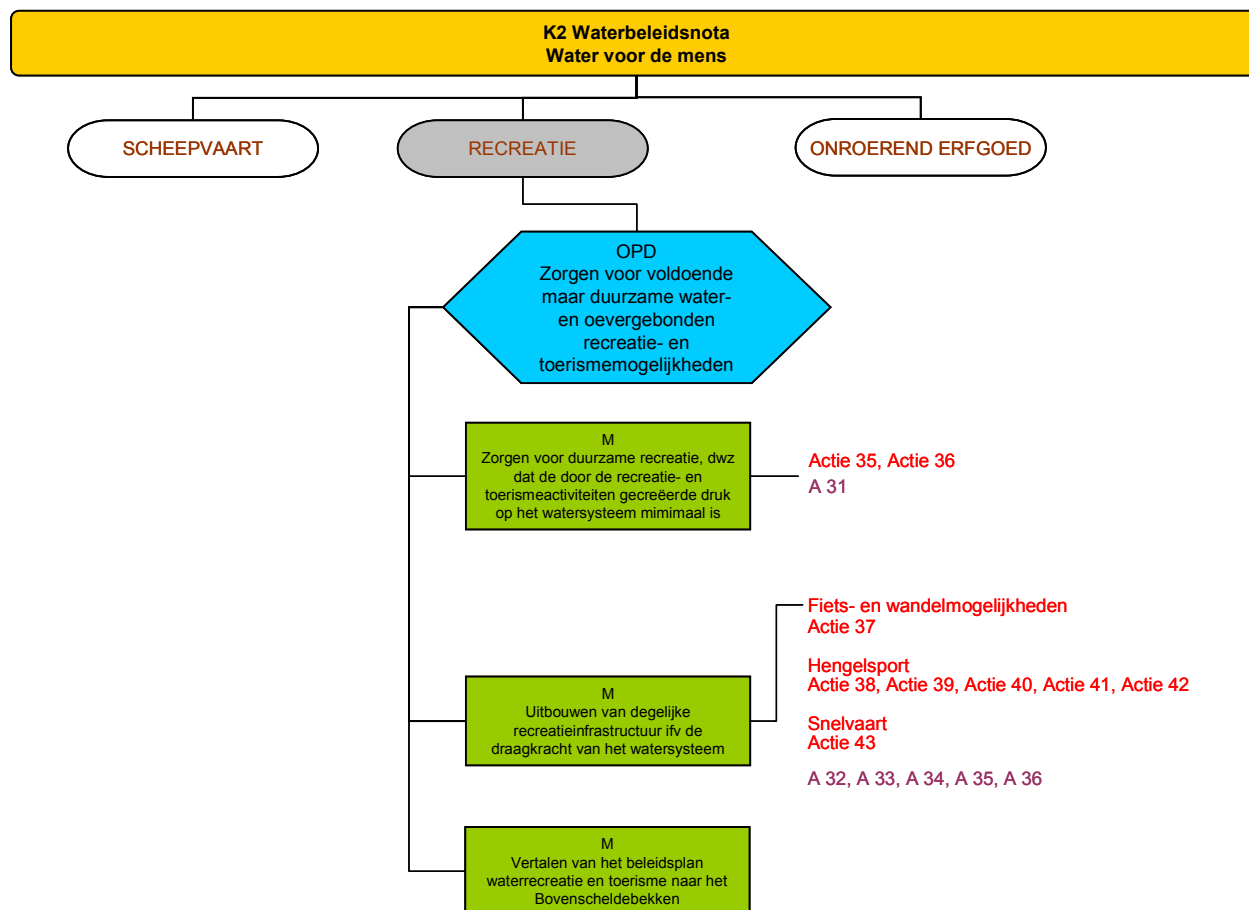 K2 Waterbeleidsnota
Water voor de mens
SCHEEPVAART
RECREATIE
ONROEREND ERFGOED
OPD
Zorgen voor voldoende
maar duurzame water-
en oevergebonden
recreatie- en
toerismemogelijkheden
M
Zorgen voor duurzame recreatie, dwz
dat de door de recreatie- en
toerismeactiviteiten gecreëerde druk
op het watersysteem mimimaal is
Actie 35, Actie 36
A 31
M
Uitbouwen van degelijke
recreatieinfrastructuur ifv de
draagkracht van het watersysteem
Fiets- en wandelmogelijkheden
Actie 37
Hengelsport
Actie 38, Actie 39, Actie 40, Actie 41, Actie 42
Snelvaart
Actie 43
A 32, A 33, A 34, A 35, A 36
M
Vertalen van het beleidsplan
waterrecreatie en toerisme naar het
Bovenscheldebekken